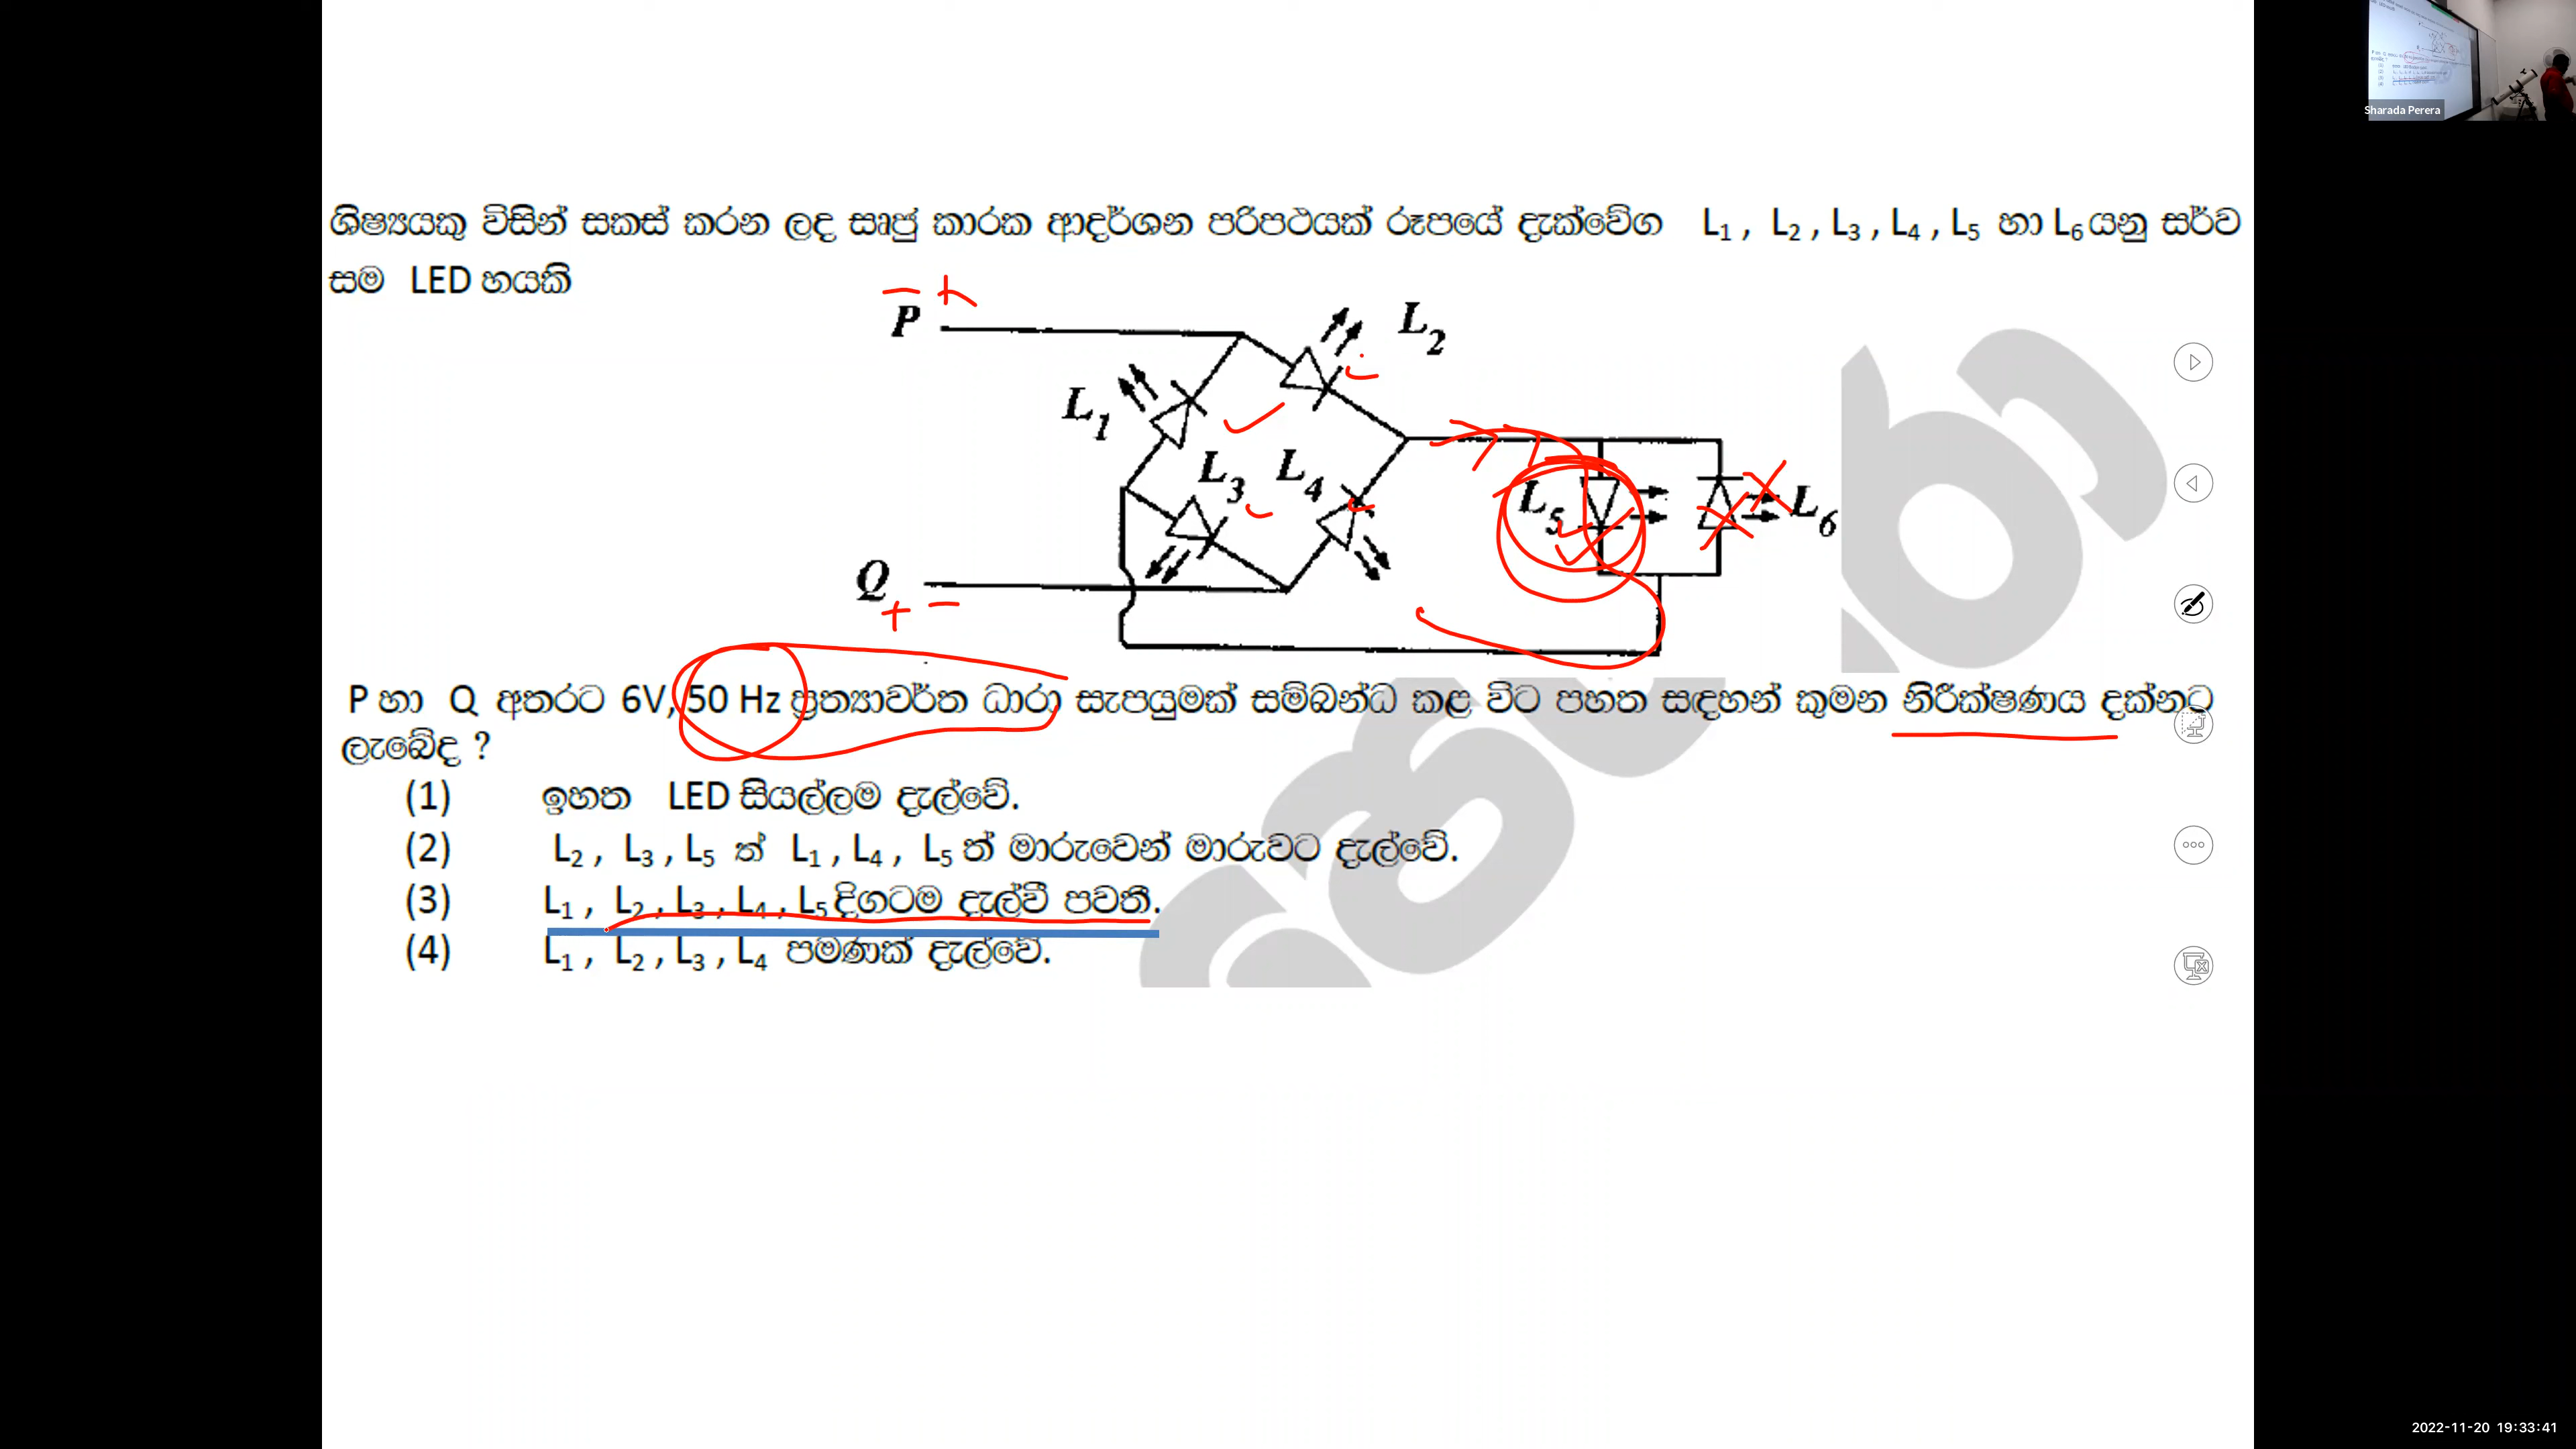 ශිෂ්‍යයකු විසින් සකස් කරන ලද සෘජු කාරක ආදර්ශන පරිපථයක් රූපයේ දැක්වේග L₁ , L₂ , L₃ , L₄ , L₅ හා L₆ යනු සර්ව
සම LED හයකි
P
L₂
L₁
L₃ L₄
L₅
L₆
Q
P හා Q අතරට 6V, 50 Hz ප්‍රත්‍යාවර්ත ධාරා සැපයුමක් සම්බන්ධ කළ විට පහත සඳහන් කුමන නිරීක්ෂණය දක්නට
ලැබේද ?
(1) ඉහත LED සියල්ලම දැල්වේ.
(2) L₂ , L₃ , L₅ ත් L₁ , L₄ , L₅ ත් මාරුවෙන් මාරුවට දැල්වේ.
(3) L₁ , L₂ , L₃ , L₄ , L₅ දිගටම දැල්වී පවතී.
(4) L₁ , L₂ , L₃ , L₄ පමණක් දැල්වේ.
Sharada Perera
2022-11-20 19:33:41